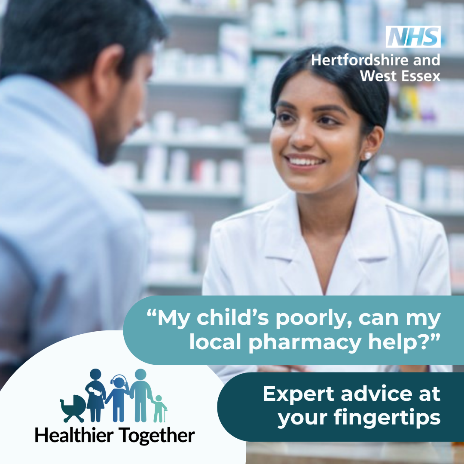 NHS
Hertfordshire and
West Essex
“My child’s poorly, can my
local pharmacy help?”
Expert advice at
your fingertips
Healthier Together